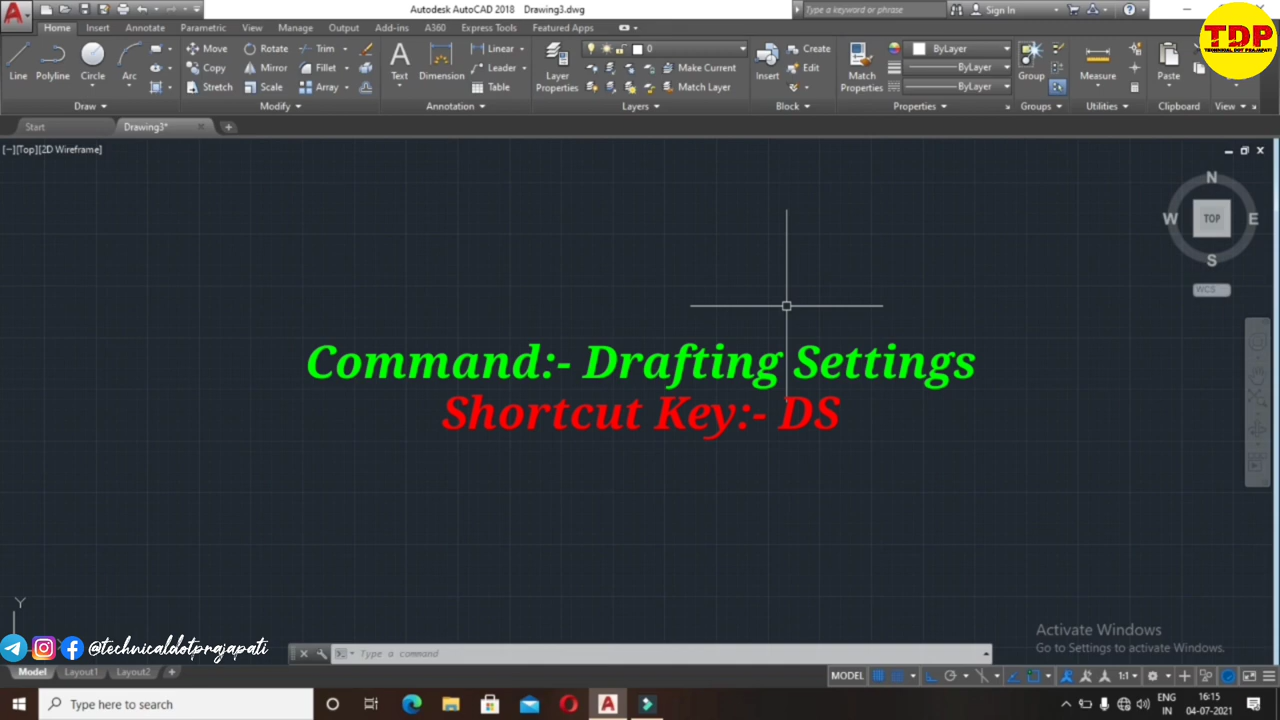 Autodesk AutoCAD 2018 Drawing3.dwg
Type a keyword or phrase
Sign In
Home Insert Annotate Parametric View Manage Output Add-ins A360 Express Tools Featured Apps
TDP
TECHNICAL DOT PRAJAPATI
Line Polyline Circle Arc
Move Rotate Trim
Copy Mirror Fillet
Stretch Scale Array
Text Dimension
Linear
Leader
Table
Layer Properties
0
Make Current
Match Layer
Insert
Create
Edit
Match Properties
ByLayer
ByLayer
ByLayer
Group
Measure
Paste
Draw Modify Annotation Layers Block Properties Groups Utilities Clipboard View
Start Drawing3*
[−][Top][2D Wireframe]
N
W TOP E
S
WCS
Command:- Drafting Settings
Shortcut Key:- DS
Y
@technicaldotprajapati
Type a command
Activate Windows
Go to Settings to activate Windows.
Model Layout1 Layout2
MODEL 1:1
Type here to search
ENG
IN
16:15
04-07-2021